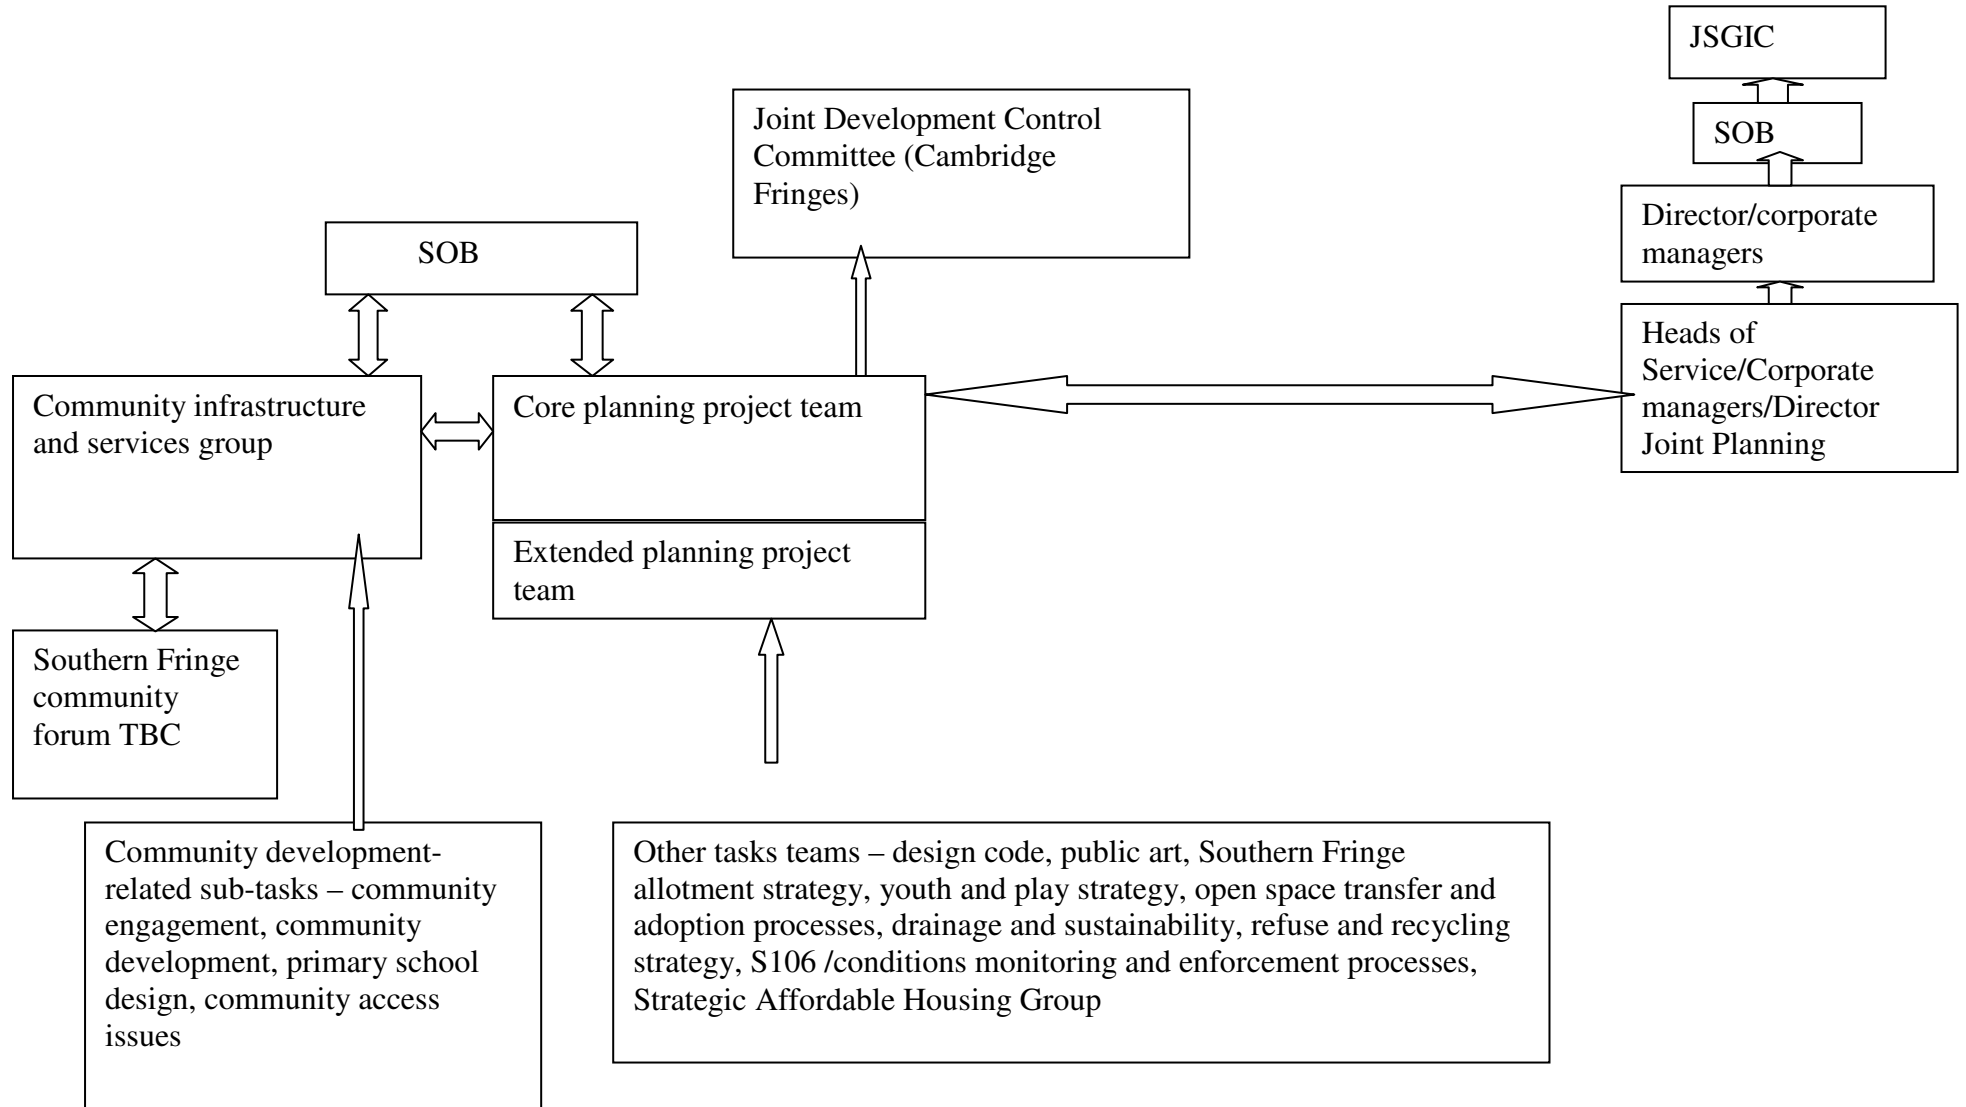 JSGIC
SOB
Director/corporate
managers
Heads of
Service/Corporate
managers/Director
Joint Planning
Joint Development Control
Committee (Cambridge
Fringes)
SOB
Community infrastructure
and services group
Core planning project team
Extended planning project
team
Southern Fringe
community
forum TBC
Community development-
related sub-tasks – community
engagement, community
development, primary school
design, community access
issues
Other tasks teams – design code, public art, Southern Fringe
allotment strategy, youth and play strategy, open space transfer and
adoption processes, drainage and sustainability, refuse and recycling
strategy, S106 /conditions monitoring and enforcement processes,
Strategic Affordable Housing Group